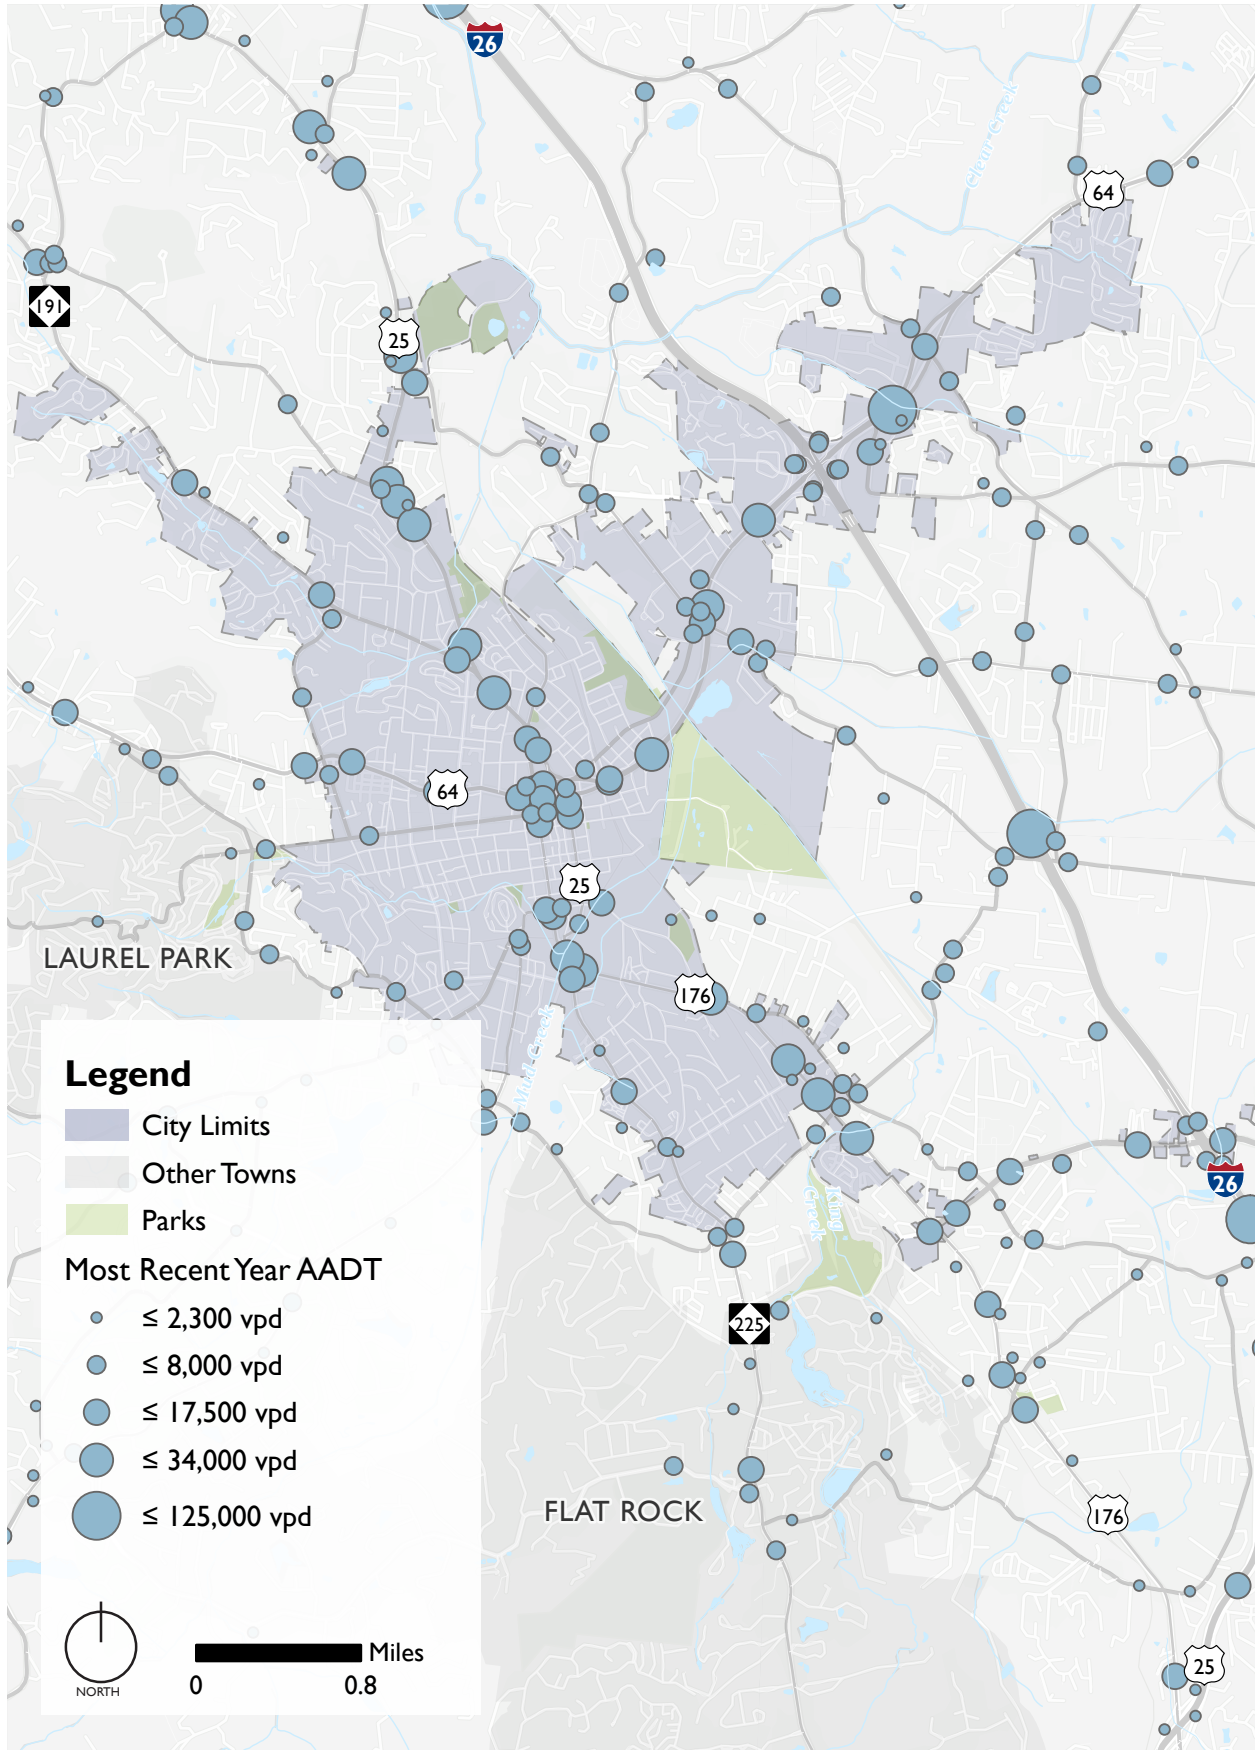 26
Clear Creek
64
191
25
64
25
LAUREL PARK
176
Mud Creek
Legend
City Limits
Other Towns
Parks
Most Recent Year AADT
≤ 2,300 vpd
≤ 8,000 vpd
≤ 17,500 vpd
≤ 34,000 vpd
≤ 125,000 vpd
NORTH
Miles
0 0.8
26
King
Creek
225
FLAT ROCK
176
25